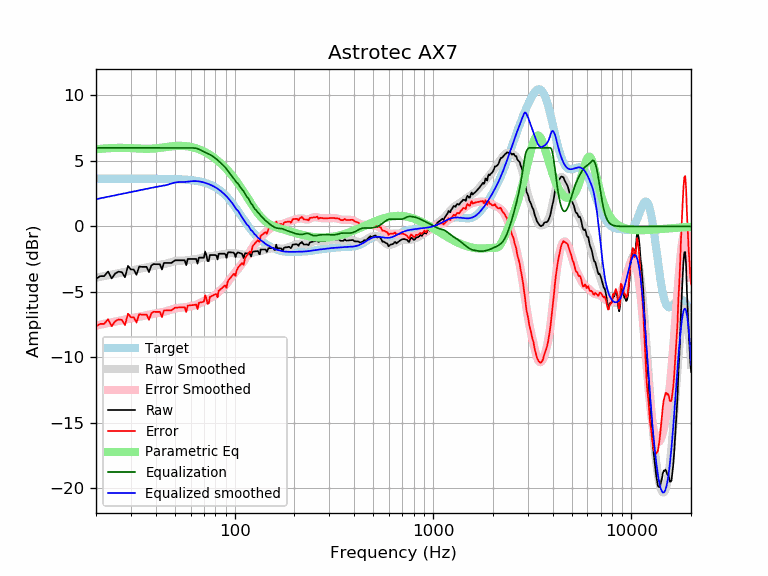 Astrotec AX7
10
5
0
−5
−10
−15
−20
Amplitude (dBr)
Target
Raw Smoothed
Error Smoothed
Raw
Error
Parametric Eq
Equalization
Equalized smoothed
100
1000
10000
Frequency (Hz)